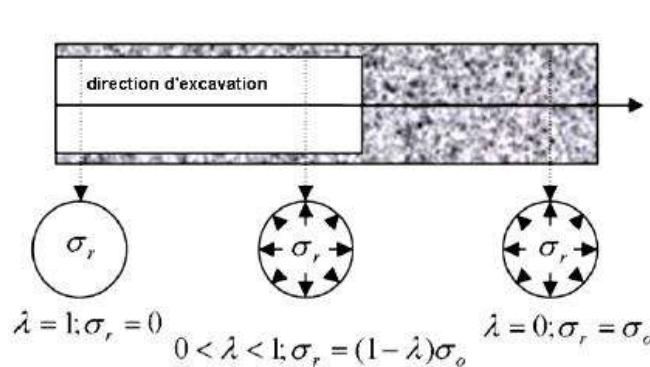 direction d'excavation
σᵣ σᵣ σᵣ
λ = 1; σᵣ = 0
0 < λ < 1; σᵣ = (1 − λ)σₒ
λ = 0; σᵣ = σₒ